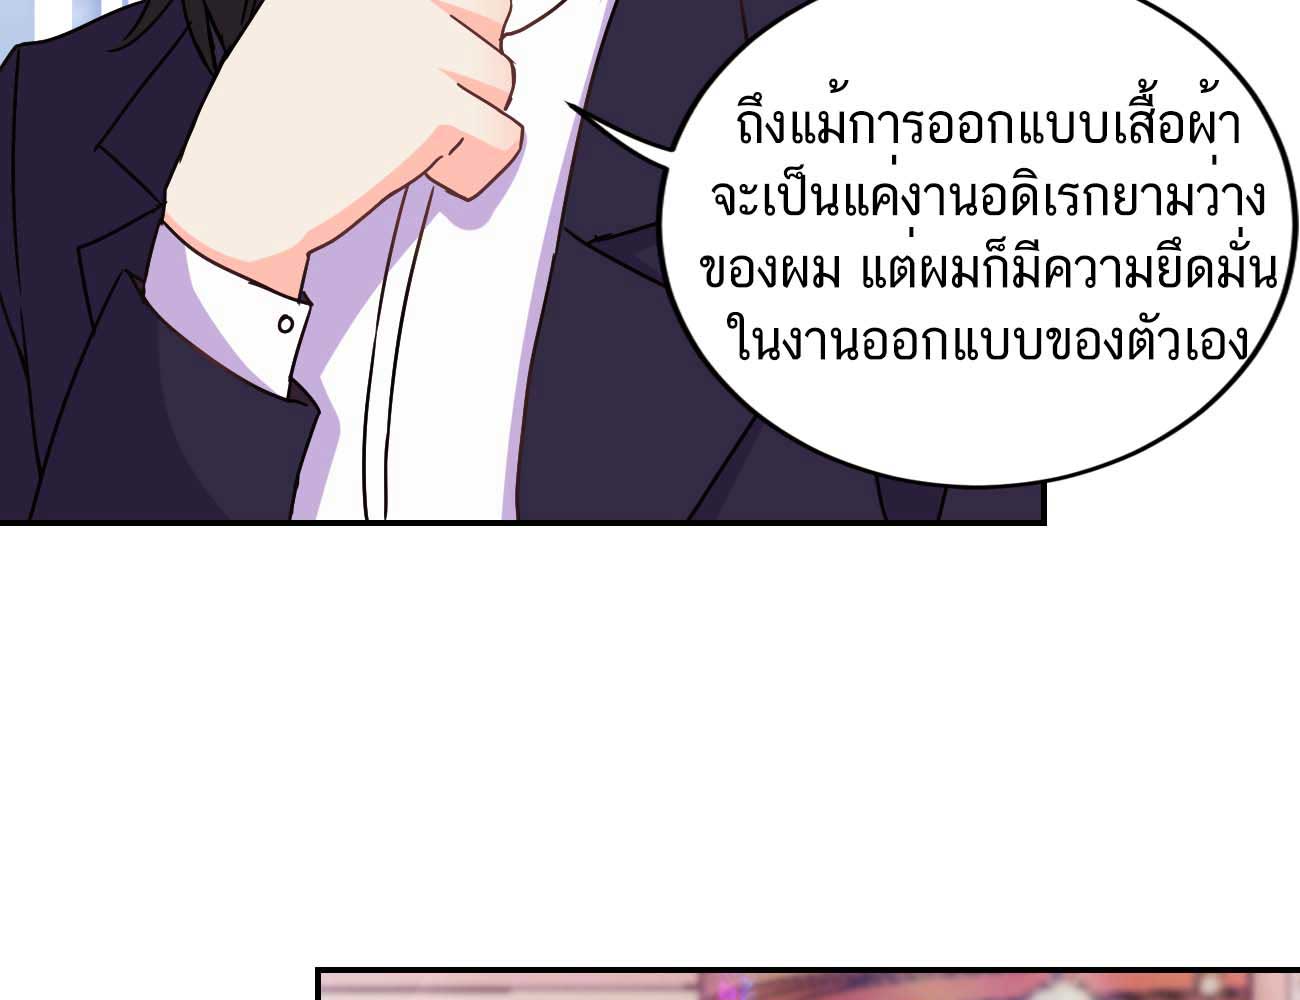 ถึงแม้การออกแบบเสื้อผ้า
จะเป็นแค่งานอดิเรกยามว่าง
ของผม แต่ผมก็มีความยึดมั่น
ในงานออกแบบของตัวเอง